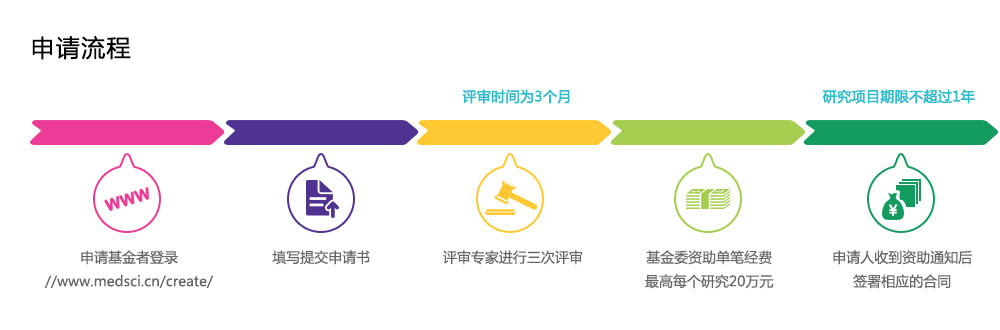 申请流程
评审时间为3个月
研究项目期限不超过1年
www
申请基金者登录
//www.medsci.cn/create/
填写提交申请书
评审专家进行三次评审
基金委资助单笔经费
最高每个研究20万元
¥
申请人收到资助通知后
签署相应的合同